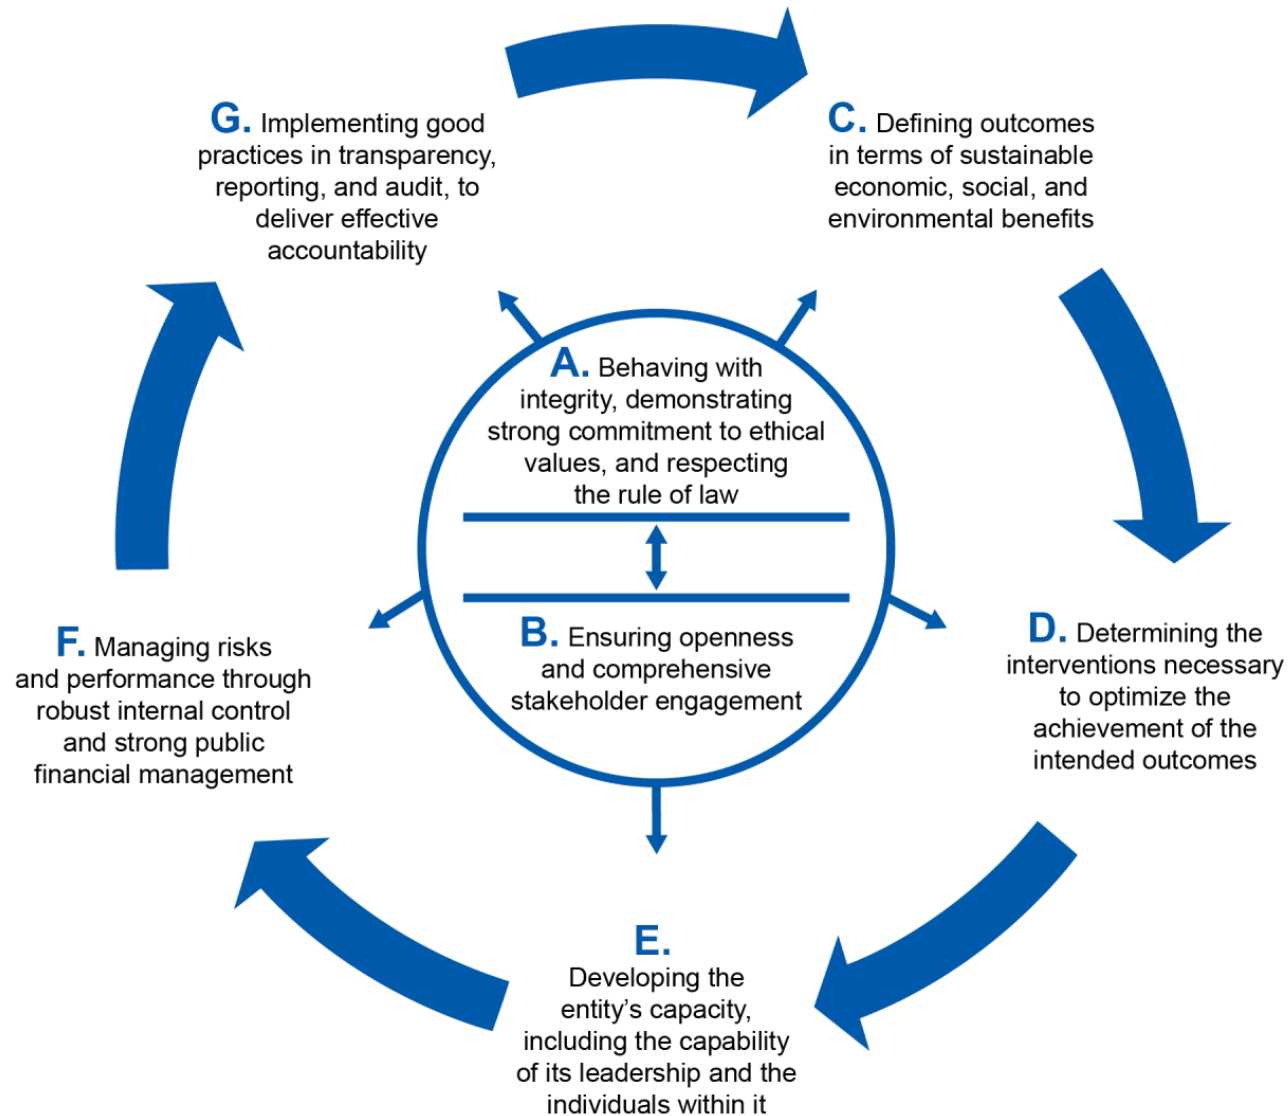 G. Implementing good
practices in transparency,
reporting, and audit, to
deliver effective
accountability
C. Defining outcomes
in terms of sustainable
economic, social, and
environmental benefits
A. Behaving with
integrity, demonstrating
strong commitment to ethical
values, and respecting
the rule of law
B. Ensuring openness
and comprehensive
stakeholder engagement
F. Managing risks
and performance through
robust internal control
and strong public
financial management
D. Determining the
interventions necessary
to optimize the
achievement of the
intended outcomes
E.
Developing the
entity’s capacity,
including the capability
of its leadership and the
individuals within it